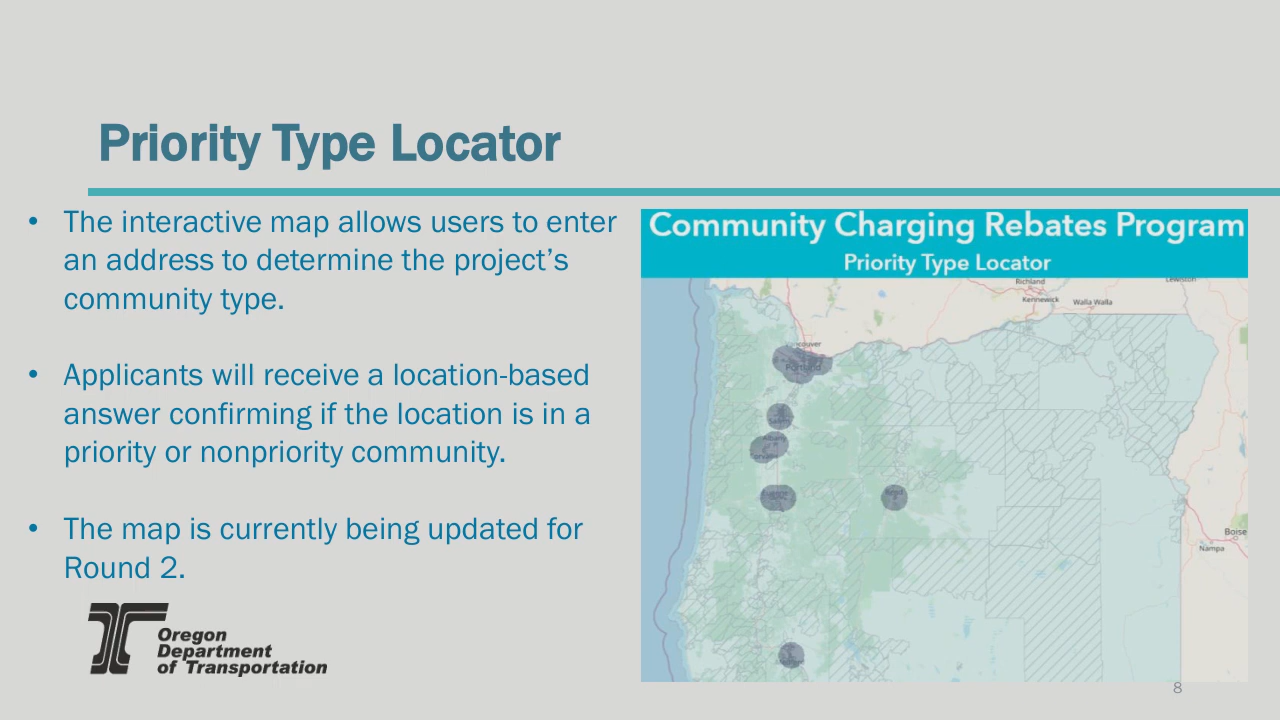 Priority Type Locator
• The interactive map allows users to enter
an address to determine the project’s
community type.
• Applicants will receive a location-based
answer confirming if the location is in a
priority or nonpriority community.
• The map is currently being updated for
Round 2.
Oregon
Department
of Transportation
Community Charging Rebates Program
Priority Type Locator
Richland
Lewiston
Kennewick
Walla Walla
couver
Portland
Salem
Boise
Nampa
8